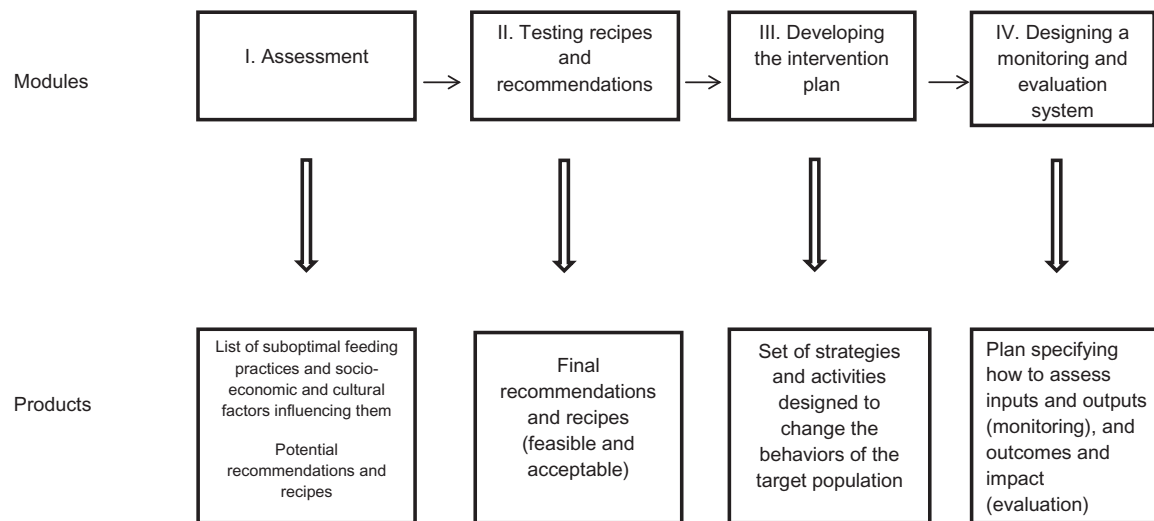 Modules
I. Assessment
II. Testing recipes
and
recommendations
III. Developing
the intervention
plan
IV. Designing a
monitoring and
evaluation
system
Products
List of suboptimal feeding
practices and socio-
economic and cultural
factors influencing them
Potential
recommendations and
recipes
Final
recommendations
and recipes
(feasible and
acceptable)
Set of strategies
and activities
designed to
change the
behaviors of the
target population
Plan specifying
how to assess
inputs and outputs
(monitoring), and
outcomes and
impact
(evaluation)